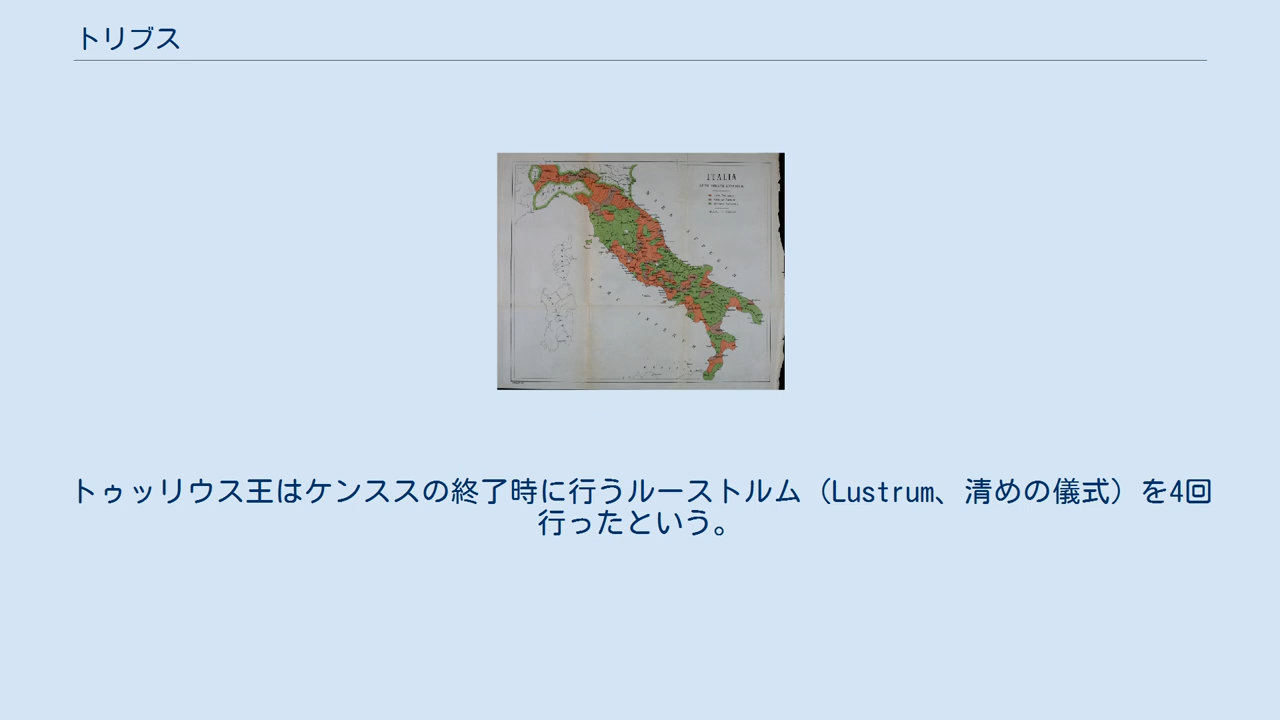 トリブス
ITALIA
トゥッリウス王はケンススの終了時に行うルーストルム（Lustrum、清めの儀式）を4回
行ったという。